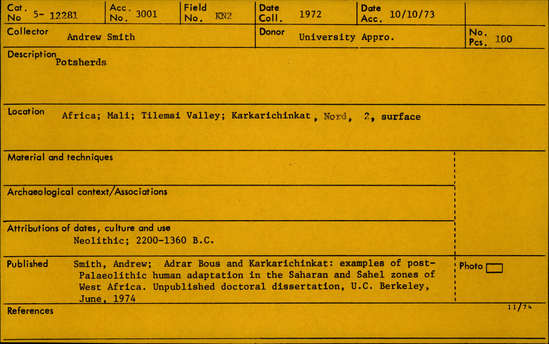 Cat. No 5- 12281 Acc. No. 3001 Field No. KN2 Date Coll. 1972 Date Acc. 10/10/73
Collector Andrew Smith Donor University Appro. No. Pcs. 100
Description Potsherds
Location Africa; Mali; Tilemsi Valley; Karkarichinkat, Nord, 2, surface
Material and techniques
Archaeological context/Associations
Attributions of dates, culture and use
Neolithic; 2200-1360 B.C.
Published Smith, Andrew; Adrar Bous and Karkarichinkat: examples of post-
Palaeolithic human adaptation in the Saharan and Sahel zones of
West Africa. Unpublished doctoral dissertation, U.C. Berkeley,
June, 1974
Photo
References 11/74